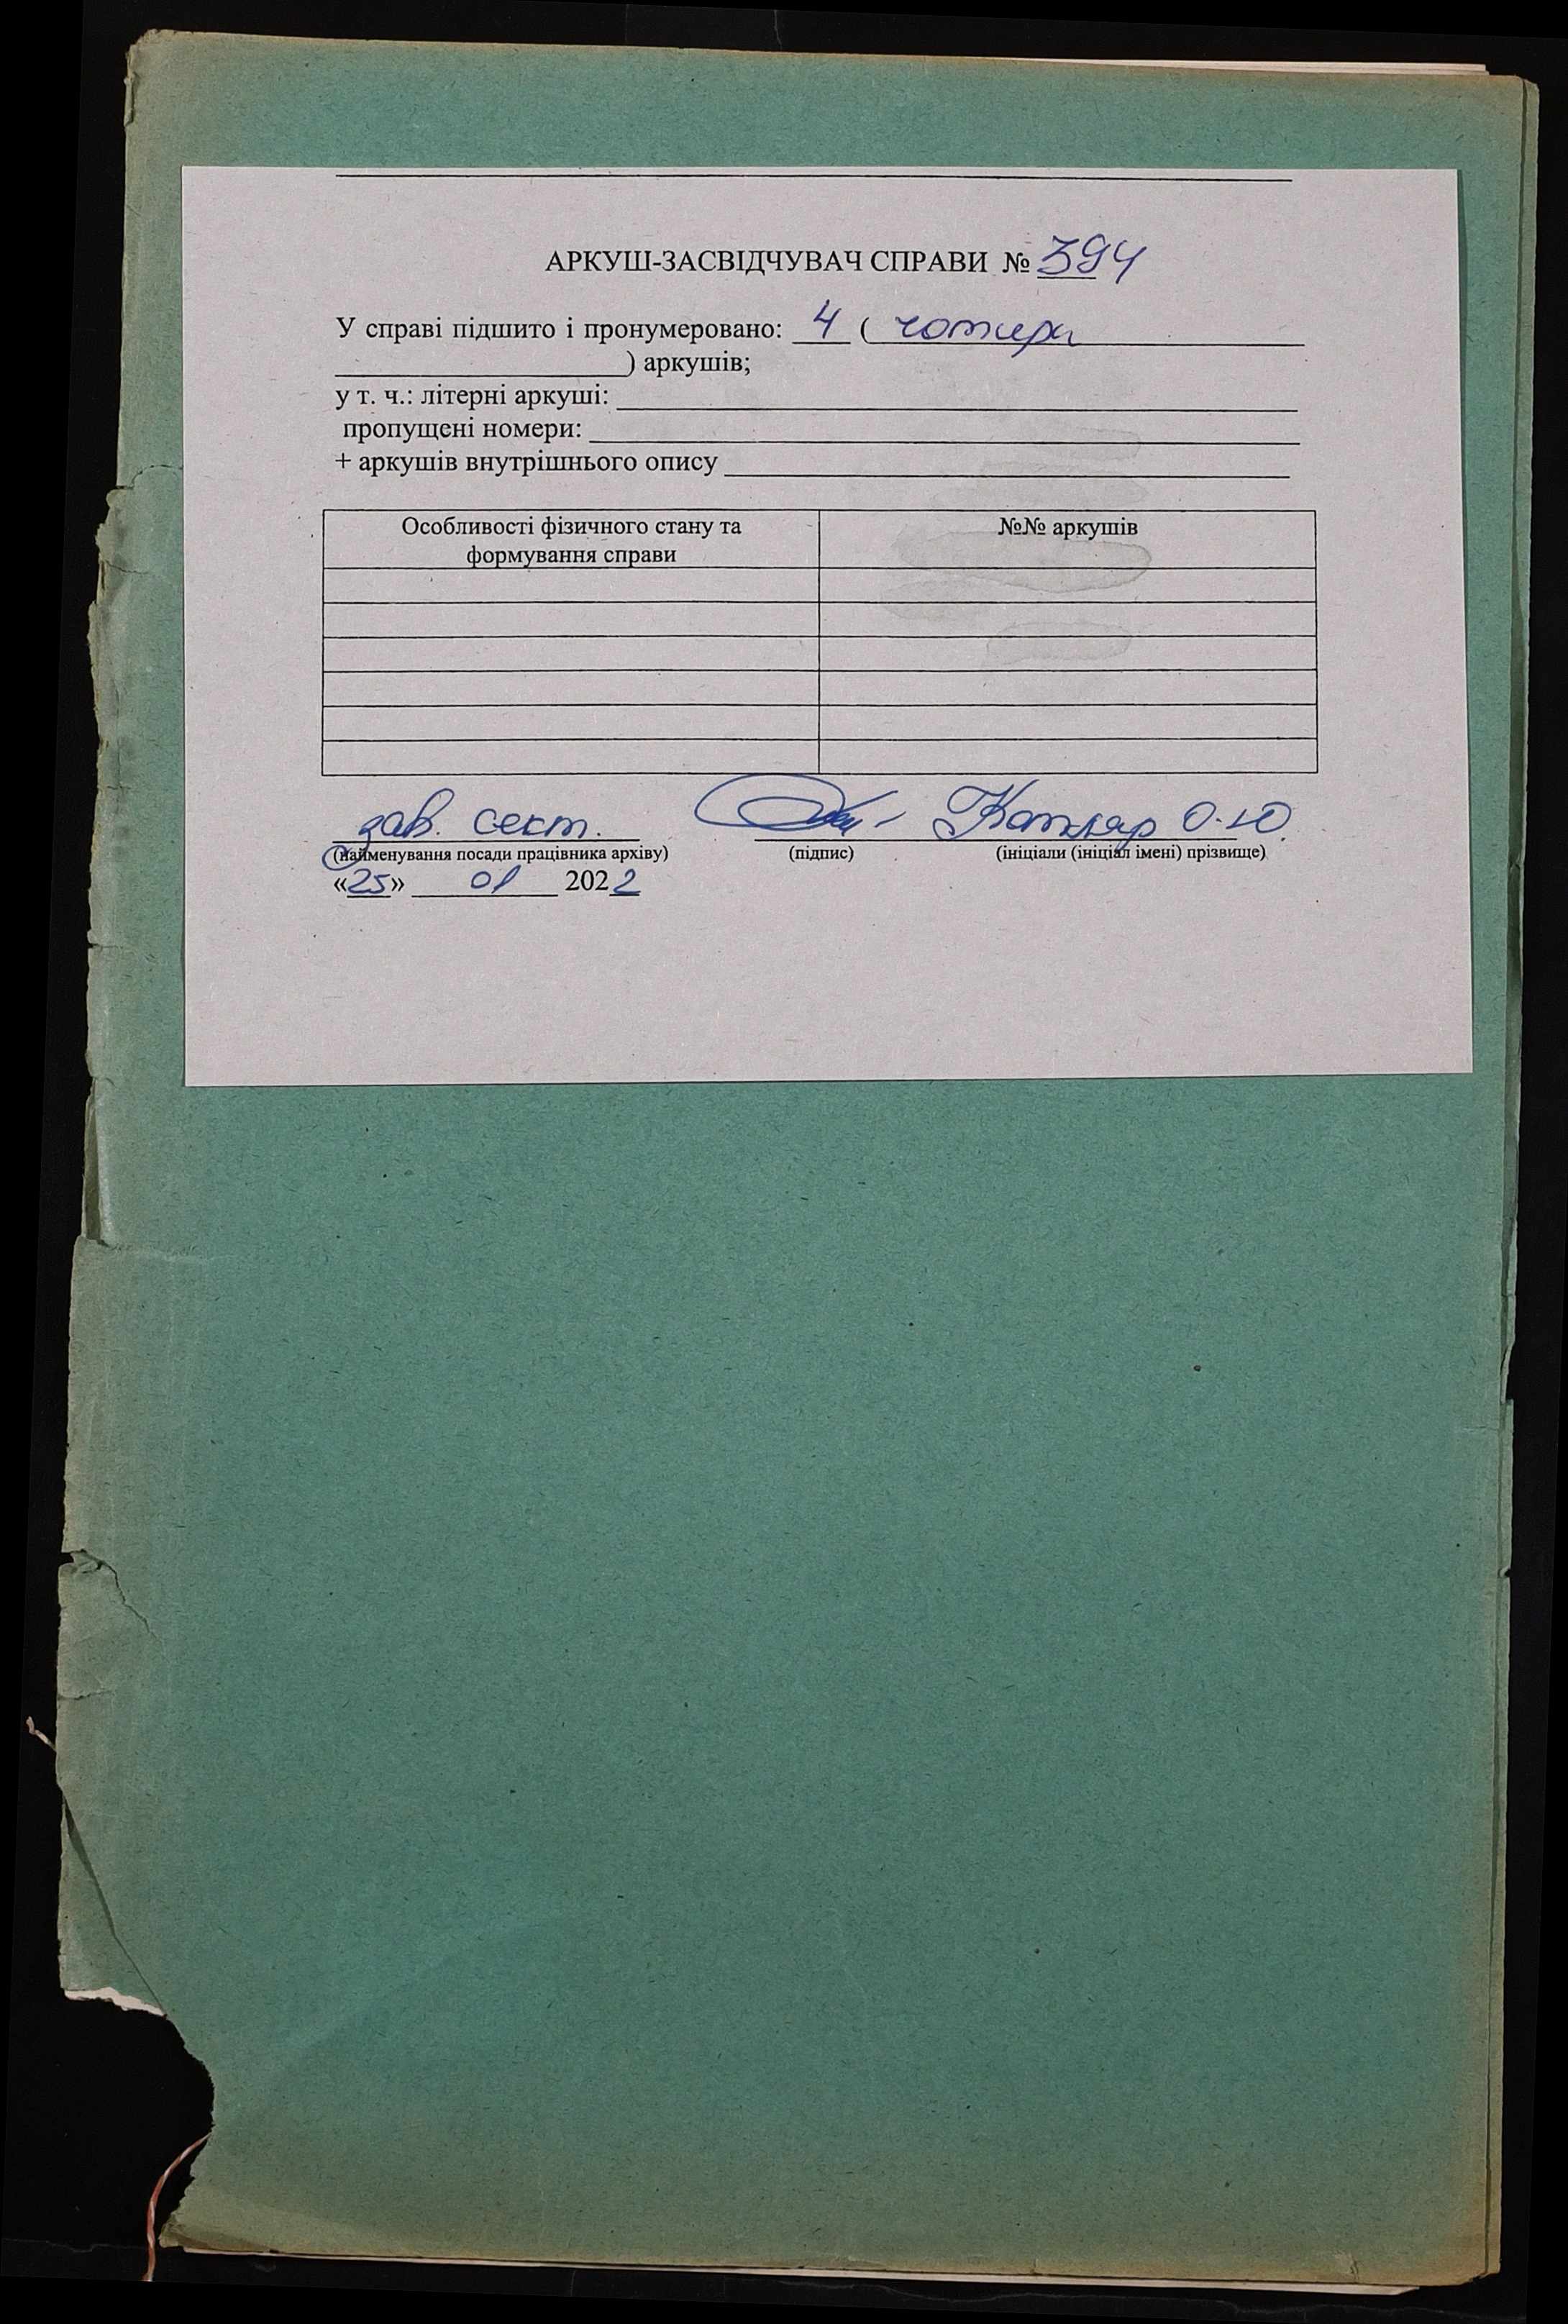 АРКУШ-ЗАСВІДЧУВАЧ СПРАВИ № 394
У справі підшито і пронумеровано: 4 ( чотири
) аркушів;
у т. ч.: літерні аркуші:
пропущені номери:
+ аркушів внутрішнього опису
Особливості фізичного стану та формування справи №№ аркушів
зав. сект. Котляр О.Ю.
(найменування посади працівника архіву) (підпис) (ініціали (ініціал імені) прізвище)
«25» 01 2022